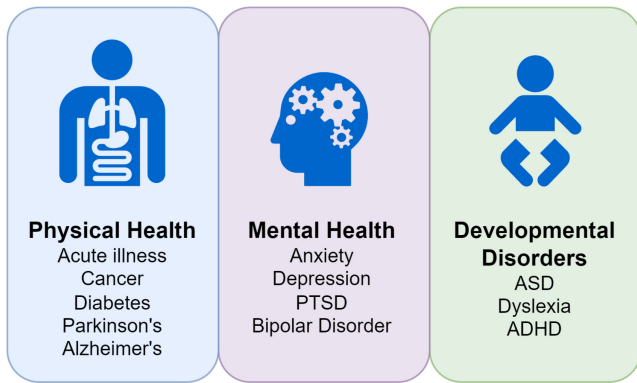 Physical Health
Acute illness
Cancer
Diabetes
Parkinson's
Alzheimer's
Mental Health
Anxiety
Depression
PTSD
Bipolar Disorder
Developmental
Disorders
ASD
Dyslexia
ADHD